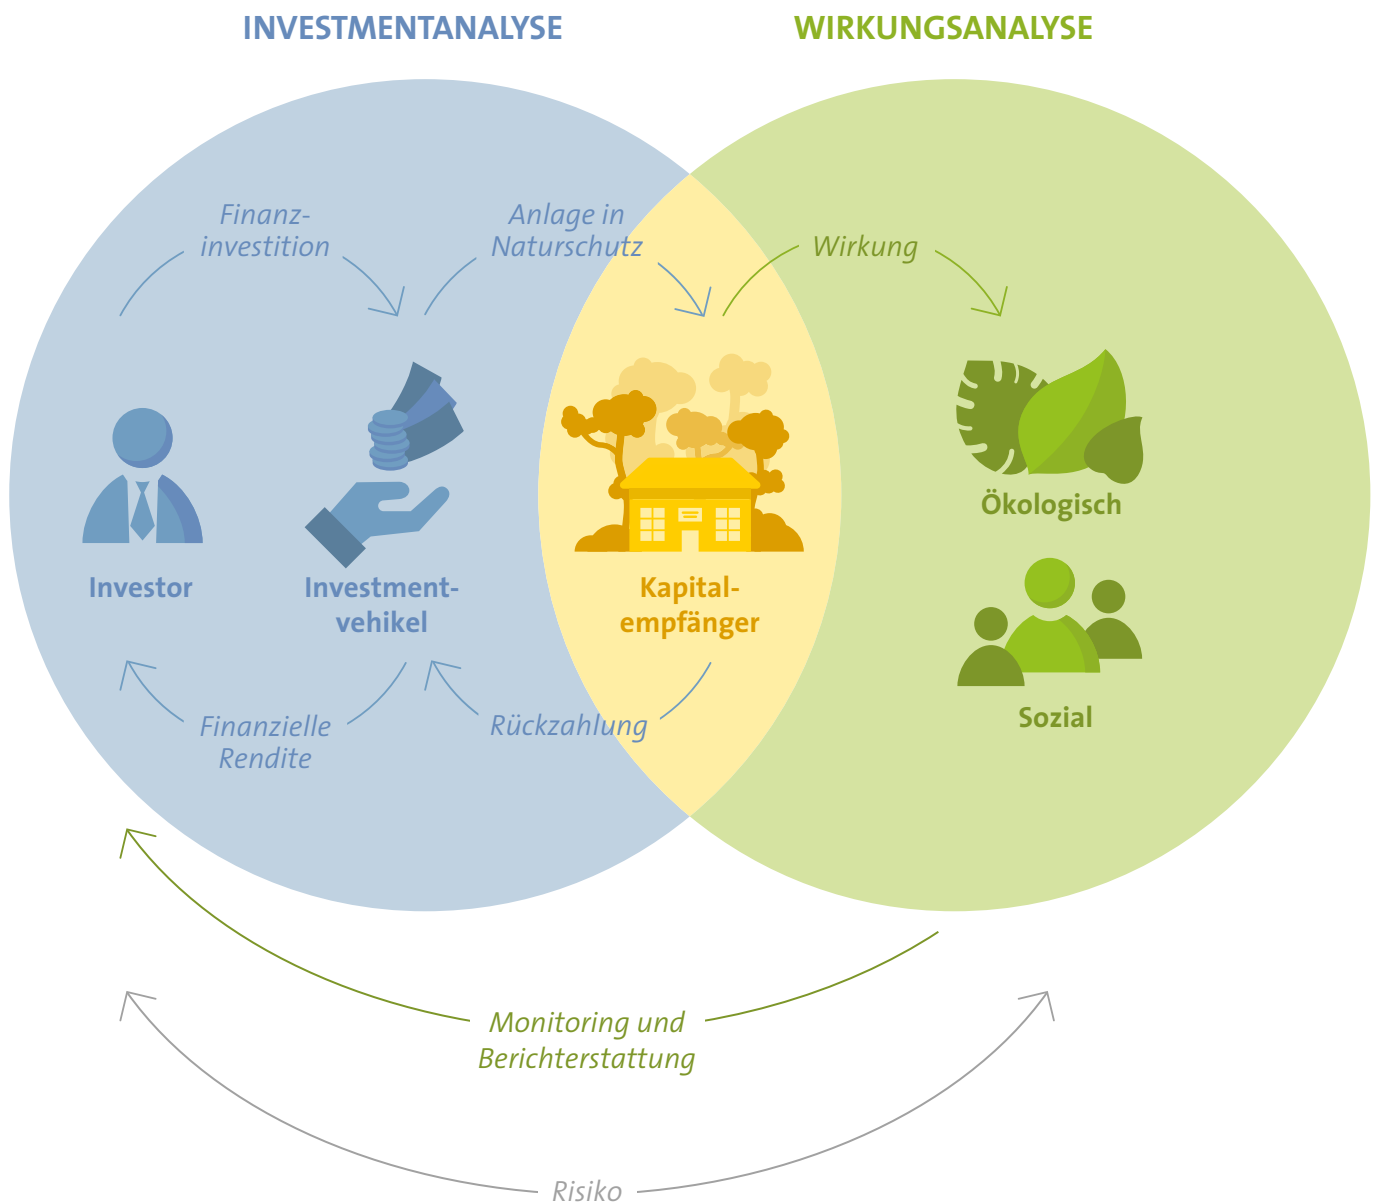 INVESTMENTANALYSE
WIRKUNGSANALYSE
Finanz-
investition
Anlage in
Naturschutz
Wirkung
Investor
Investment-
vehikel
Kapital-
empfänger
Ökologisch
Sozial
Finanzielle
Rendite
Rückzahlung
Monitoring und
Berichterstattung
Risiko